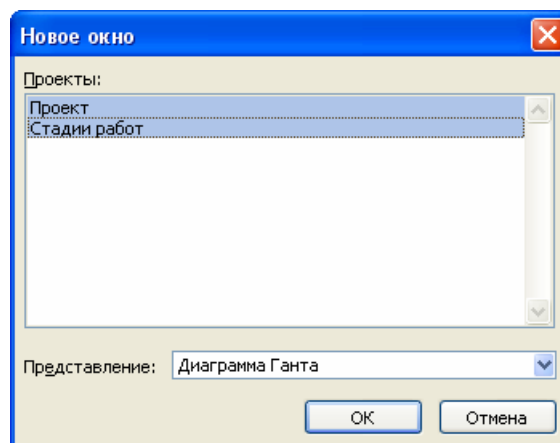 Новое окно
Проекты:
Проект
Стадии работ
Представление:
Диаграмма Ганта
ОК
Отмена